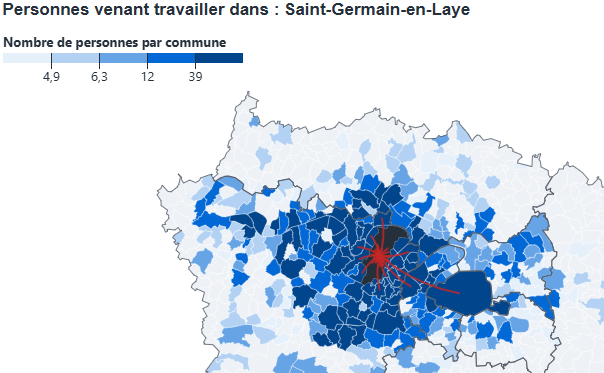 Personnes venant travailler dans : Saint-Germain-en-Laye
Nombre de personnes par commune
4,9 6,3 12 39